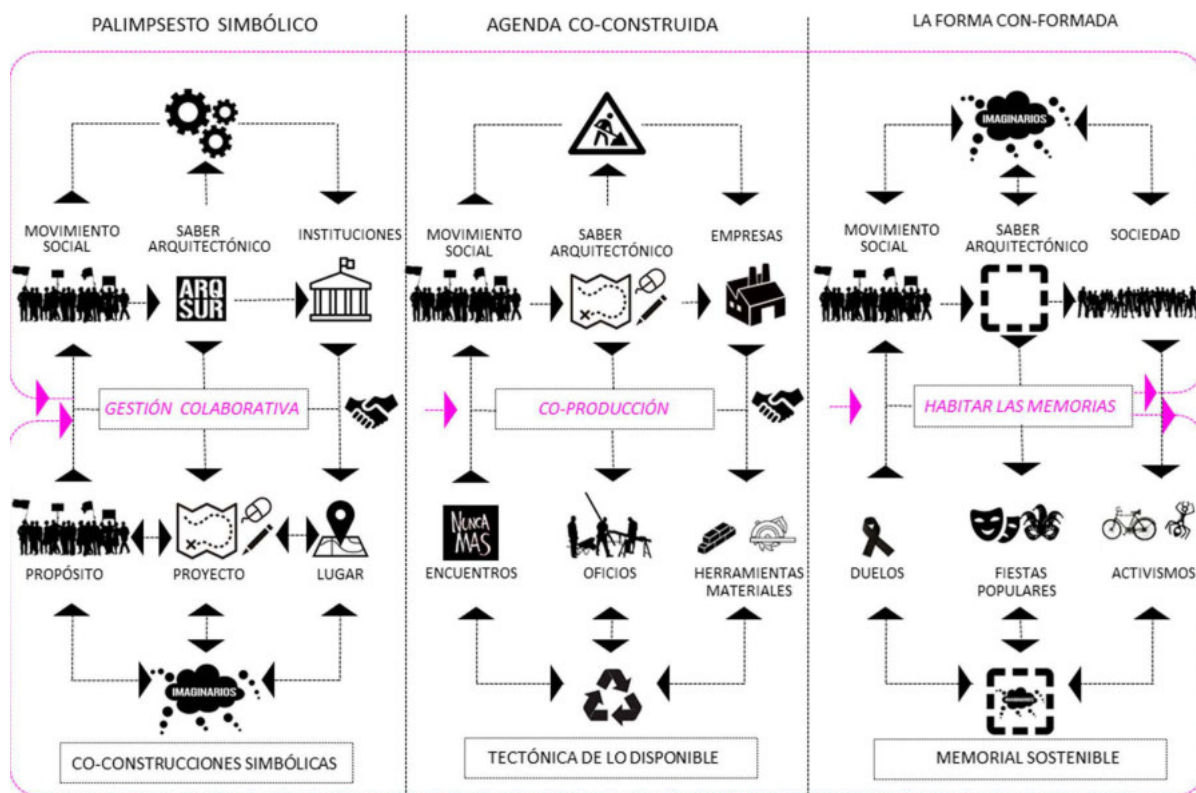 PALIMPSESTO SIMBÓLICO
AGENDA CO-CONSTRUIDA
LA FORMA CON-FORMADA
MOVIMIENTO
SOCIAL
SABER
ARQUITECTÓNICO
INSTITUCIONES
ARQ
SUR
GESTIÓN COLABORATIVA
PROPÓSITO
PROYECTO
LUGAR
IMAGINARIOS
CO-CONSTRUCCIONES SIMBÓLICAS
MOVIMIENTO
SOCIAL
SABER
ARQUITECTÓNICO
EMPRESAS
CO-PRODUCCIÓN
NUNCA
MAS
ENCUENTROS
OFICIOS
HERRAMIENTAS
MATERIALES
TECTÓNICA DE LO DISPONIBLE
IMAGINARIOS
MOVIMIENTO
SOCIAL
SABER
ARQUITECTÓNICO
SOCIEDAD
HABITAR LAS MEMORIAS
DUELOS
FIESTAS
POPULARES
ACTIVISMOS
MEMORIAL SOSTENIBLE